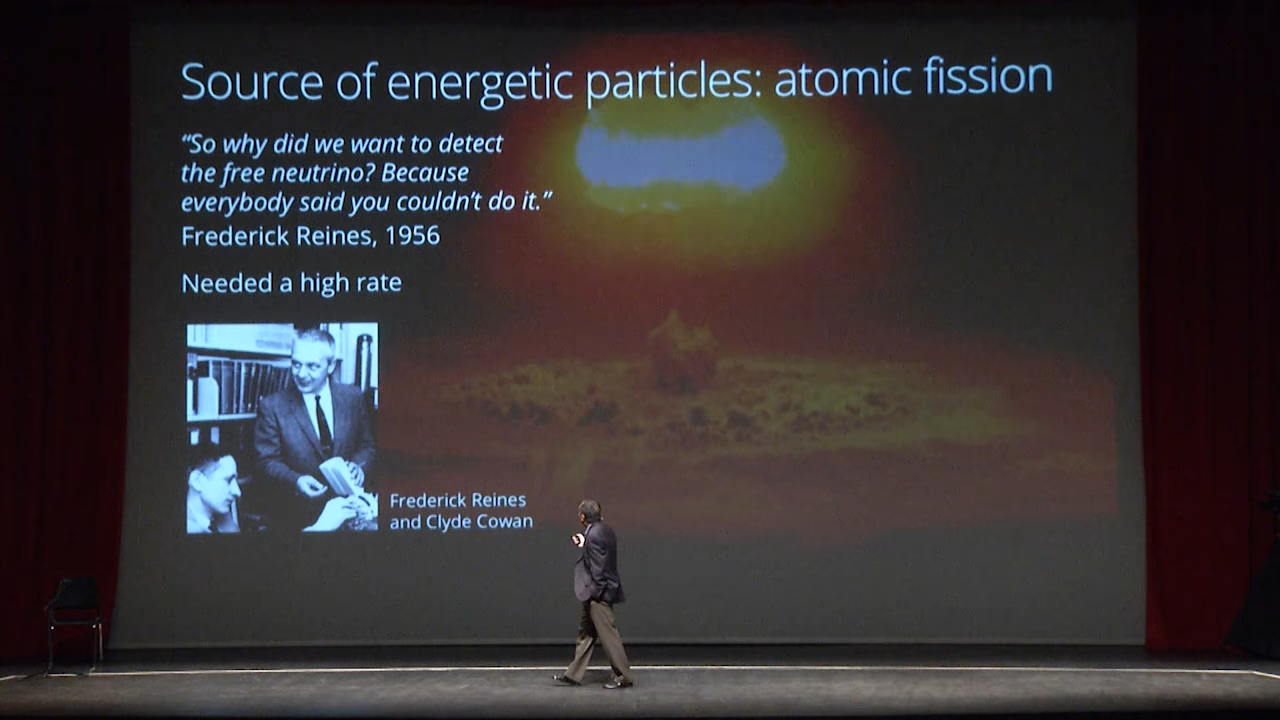 Source of energetic particles: atomic fission
“So why did we want to detect
the free neutrino? Because
everybody said you couldn’t do it.”
Frederick Reines, 1956
Needed a high rate
Frederick Reines
and Clyde Cowan